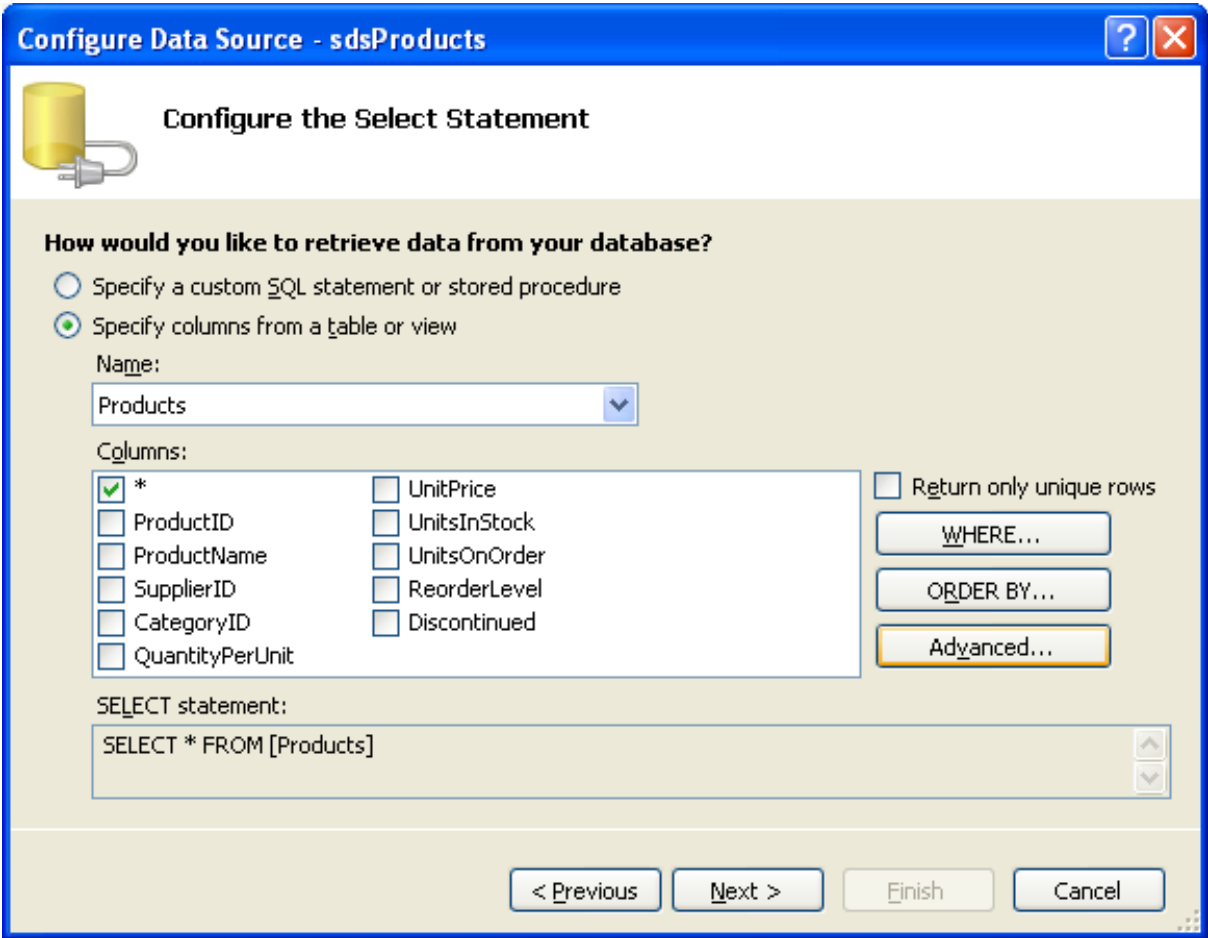 Configure Data Source - sdsProducts
Configure the Select Statement
How would you like to retrieve data from your database?
Specify a custom SQL statement or stored procedure
Specify columns from a table or view
Name:
Products
Columns:
*
ProductID
ProductName
SupplierID
CategoryID
QuantityPerUnit
UnitPrice
UnitsInStock
UnitsOnOrder
ReorderLevel
Discontinued
Return only unique rows
WHERE...
ORDER BY...
Advanced...
SELECT statement:
SELECT * FROM [Products]
< Previous
Next >
Finish
Cancel